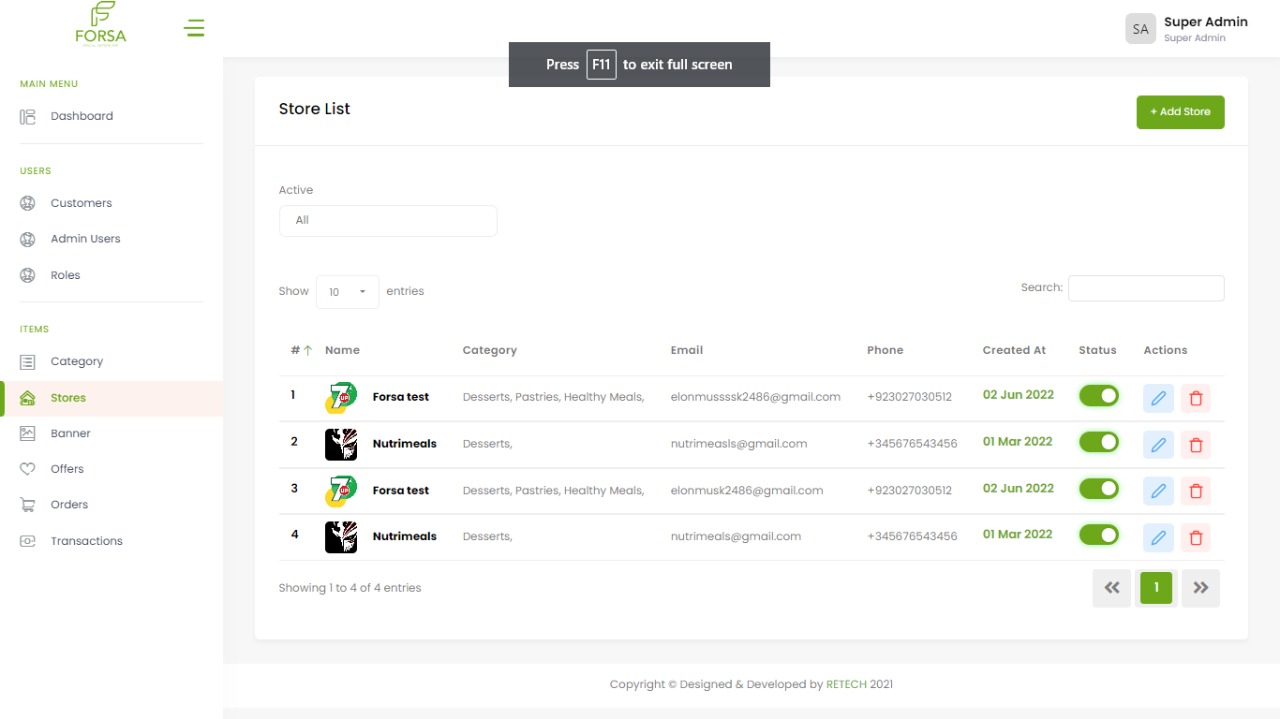 FORSA
SA
Super Admin
Super Admin
Press F11 to exit full screen
MAIN MENU
Dashboard
USERS
Customers
Admin Users
Roles
ITEMS
Category
Stores
Banner
Offers
Orders
Transactions
Store List
+ Add Store
Active
All
Show 10 entries
Search:
# Name Category Email Phone Created At Status Actions
1 7 UP Forsa test Desserts, Pastries, Healthy Meals, elonmussssk2486@gmail.com +923027030512 02 Jun 2022
2 Nutrimeals Desserts, nutrimeasls@gmail.com +345676543456 01 Mar 2022
3 7 UP Forsa test Desserts, Pastries, Healthy Meals, elonmusk2486@gmail.com +923027030512 02 Jun 2022
4 Nutrimeals Desserts, nutrimeals@gmail.com +345676543456 01 Mar 2022
Showing 1 to 4 of 4 entries
1
Copyright © Designed & Developed by RETECH 2021